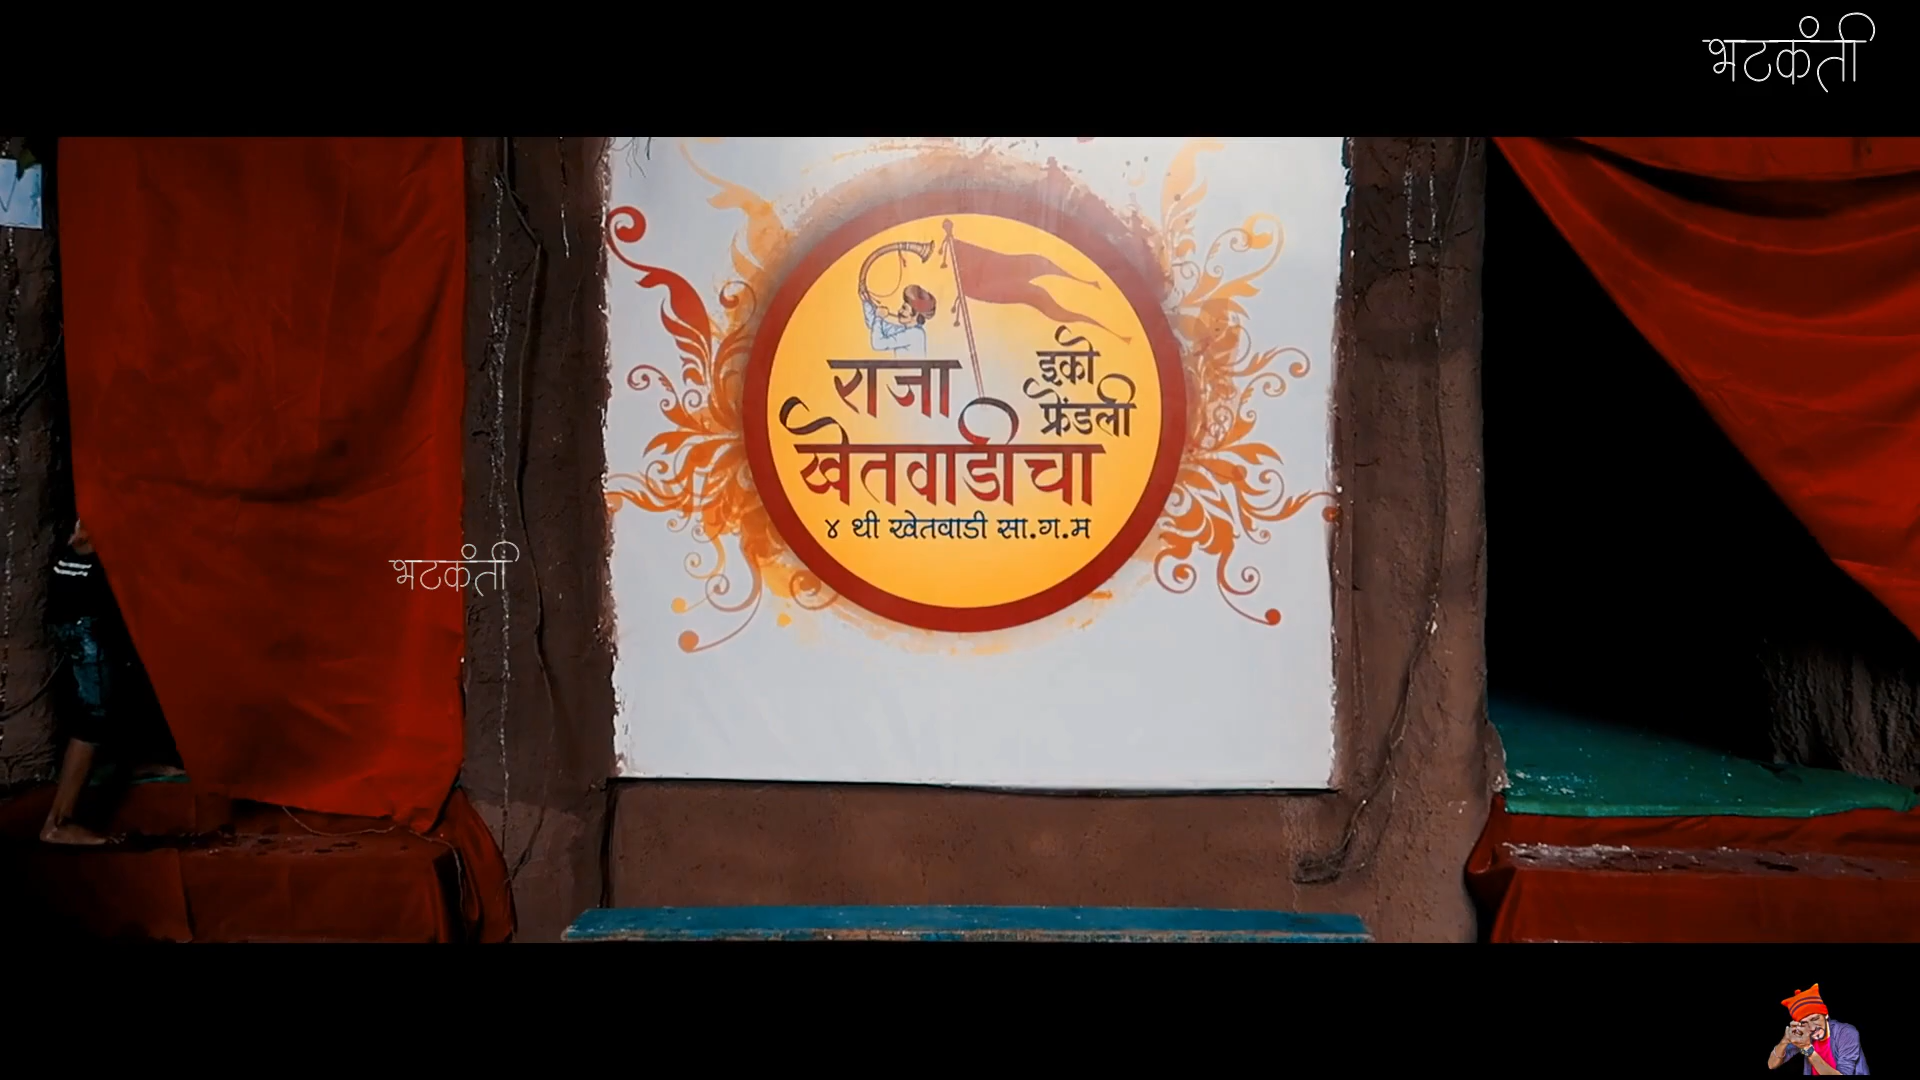 भटकंती
राजा
इको
फ्रेंडली
खेतवाडीचा
४ थी खेतवाडी सा.ग.म
भटकंती